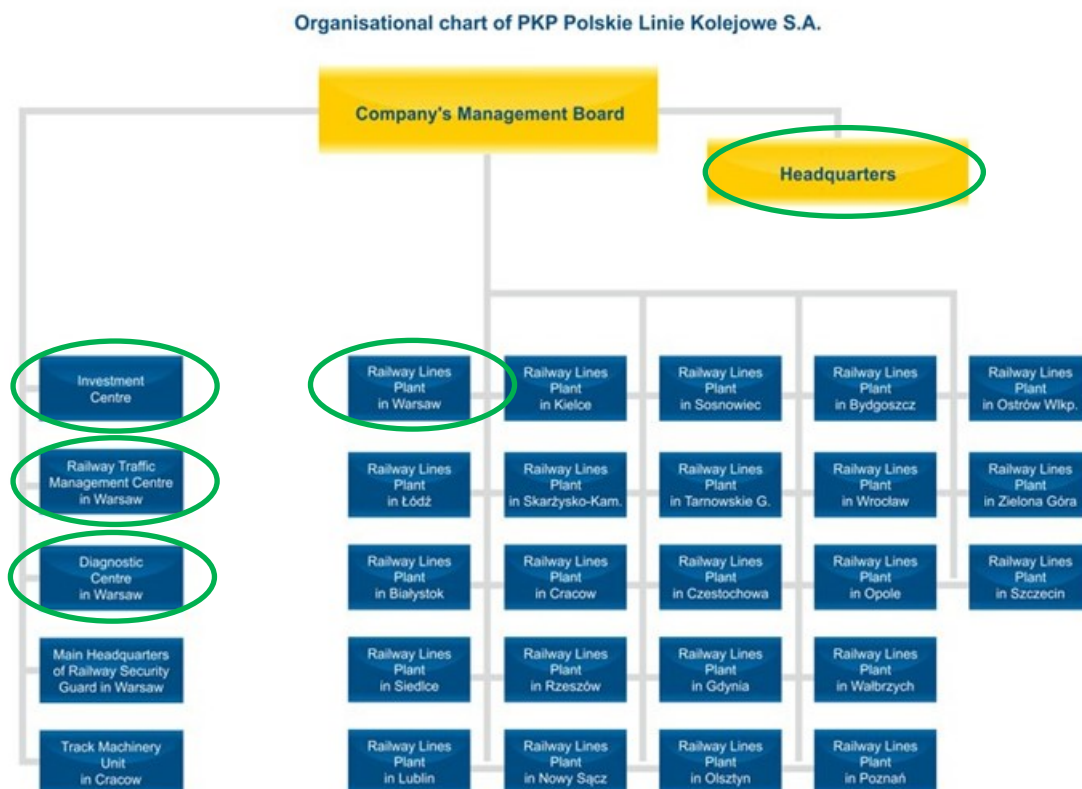 Organisational chart of PKP Polskie Linie Kolejowe S.A.
Company's Management Board
Headquarters
Investment
Centre
Railway Traffic
Management Centre
in Warsaw
Diagnostic
Centre
in Warsaw
Main Headquarters
of Railway Security
Guard in Warsaw
Track Machinery
Unit
in Cracow
Railway Lines
Plant
in Warsaw
Railway Lines
Plant
in Kielce
Railway Lines
Plant
in Sosnowiec
Railway Lines
Plant
in Bydgoszcz
Railway Lines
Plant
in Ostrów Wlkp.
Railway Lines
Plant
in Łódź
Railway Lines
Plant
in Skarżysko-Kam.
Railway Lines
Plant
in Tarnowskie G.
Railway Lines
Plant
in Wrocław
Railway Lines
Plant
in Zielona Góra
Railway Lines
Plant
in Białystok
Railway Lines
Plant
in Cracow
Railway Lines
Plant
in Czestochowa
Railway Lines
Plant
in Opole
Railway Lines
Plant
in Szczecin
Railway Lines
Plant
in Siedlce
Railway Lines
Plant
in Rzeszów
Railway Lines
Plant
in Gdynia
Railway Lines
Plant
in Wałbrzych
Railway Lines
Plant
in Lublin
Railway Lines
Plant
in Nowy Sącz
Railway Lines
Plant
in Olsztyn
Railway Lines
Plant
in Poznań